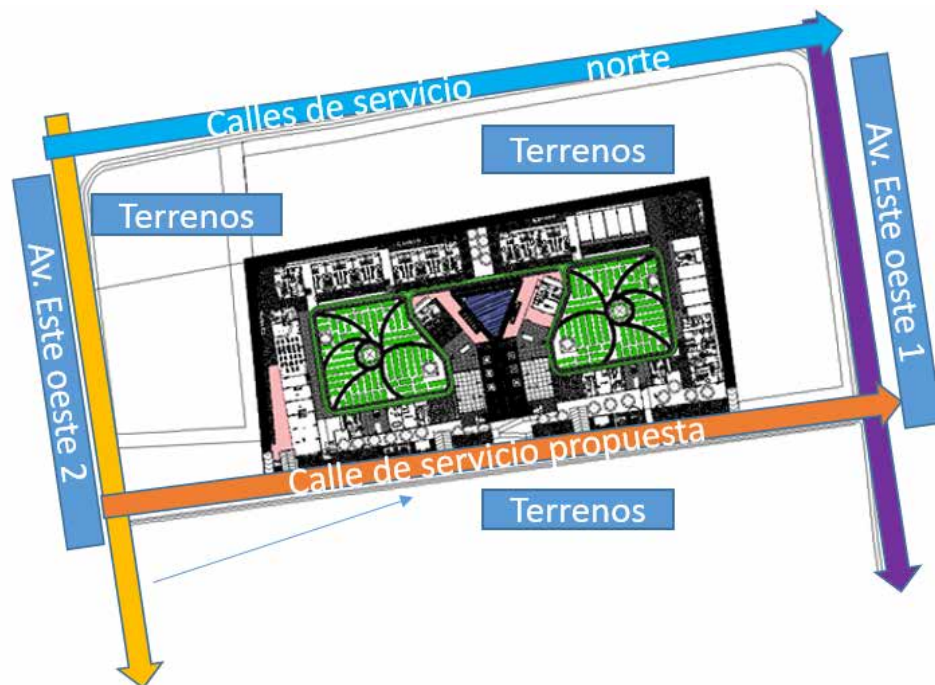 Calles de servicio norte
Terrenos
Terrenos
Av. Este oeste 1
Av. Este oeste 2
Calle de servicio propuesta
Terrenos